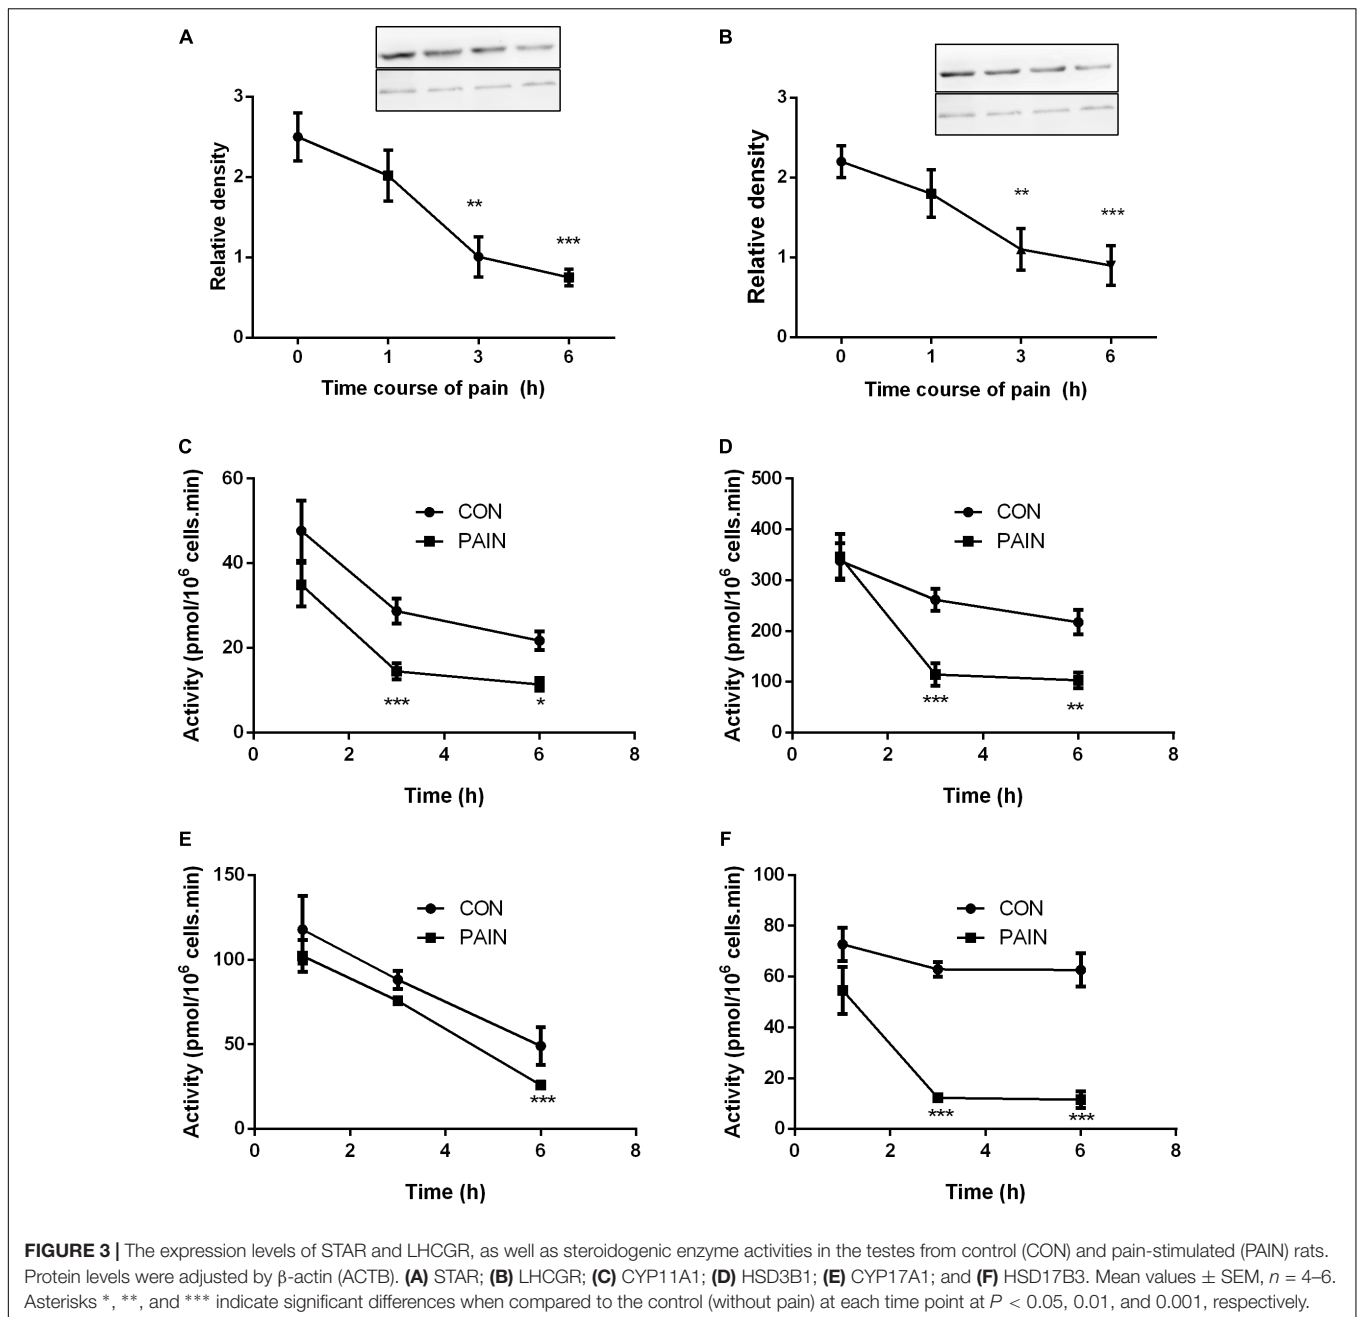 A
B
3
2
1
0
Relative density
**
***
0 1 3 6
Time course of pain (h)
3
2
1
0
Relative density
**
***
0 1 3 6
Time course of pain (h)
C
60
40
20
0
Activity (pmol/10⁶ cells.min)
CON
PAIN
***
*
0 2 4 6 8
Time (h)
D
500
400
300
200
100
0
Activity (pmol/10⁶ cells.min)
CON
PAIN
***
**
0 2 4 6 8
Time (h)
E
150
100
50
0
Activity (pmol/10⁶ cells.min)
CON
PAIN
***
0 2 4 6 8
Time (h)
F
100
80
60
40
20
0
Activity (pmol/10⁶ cells.min)
CON
PAIN
***
***
0 2 4 6 8
Time (h)
FIGURE 3 | The expression levels of STAR and LHCGR, as well as steroidogenic enzyme activities in the testes from control (CON) and pain-stimulated (PAIN) rats.
Protein levels were adjusted by β-actin (ACTB). (A) STAR; (B) LHCGR; (C) CYP11A1; (D) HSD3B1; (E) CYP17A1; and (F) HSD17B3. Mean values ± SEM, n = 4–6.
Asterisks *, **, and *** indicate significant differences when compared to the control (without pain) at each time point at P < 0.05, 0.01, and 0.001, respectively.